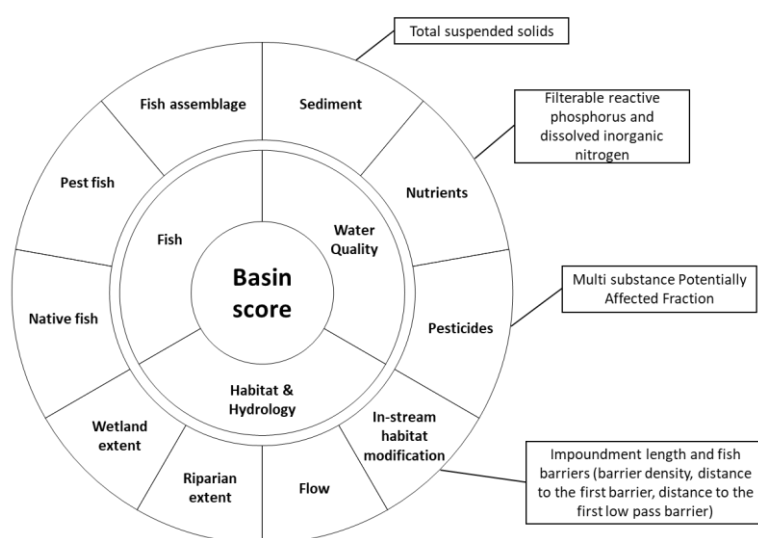 Total suspended solids
Fish assemblage
Sediment
Filterable reactive
phosphorus and
dissolved inorganic
nitrogen
Pest fish
Nutrients
Fish
Water
Quality
Basin
score
Multi substance Potentially
Affected Fraction
Native fish
Pesticides
Habitat &
Hydrology
Wetland
extent
In-stream
habitat
modification
Impoundment length and fish
barriers (barrier density, distance
to the first barrier, distance to the
first low pass barrier)
Riparian
extent
Flow